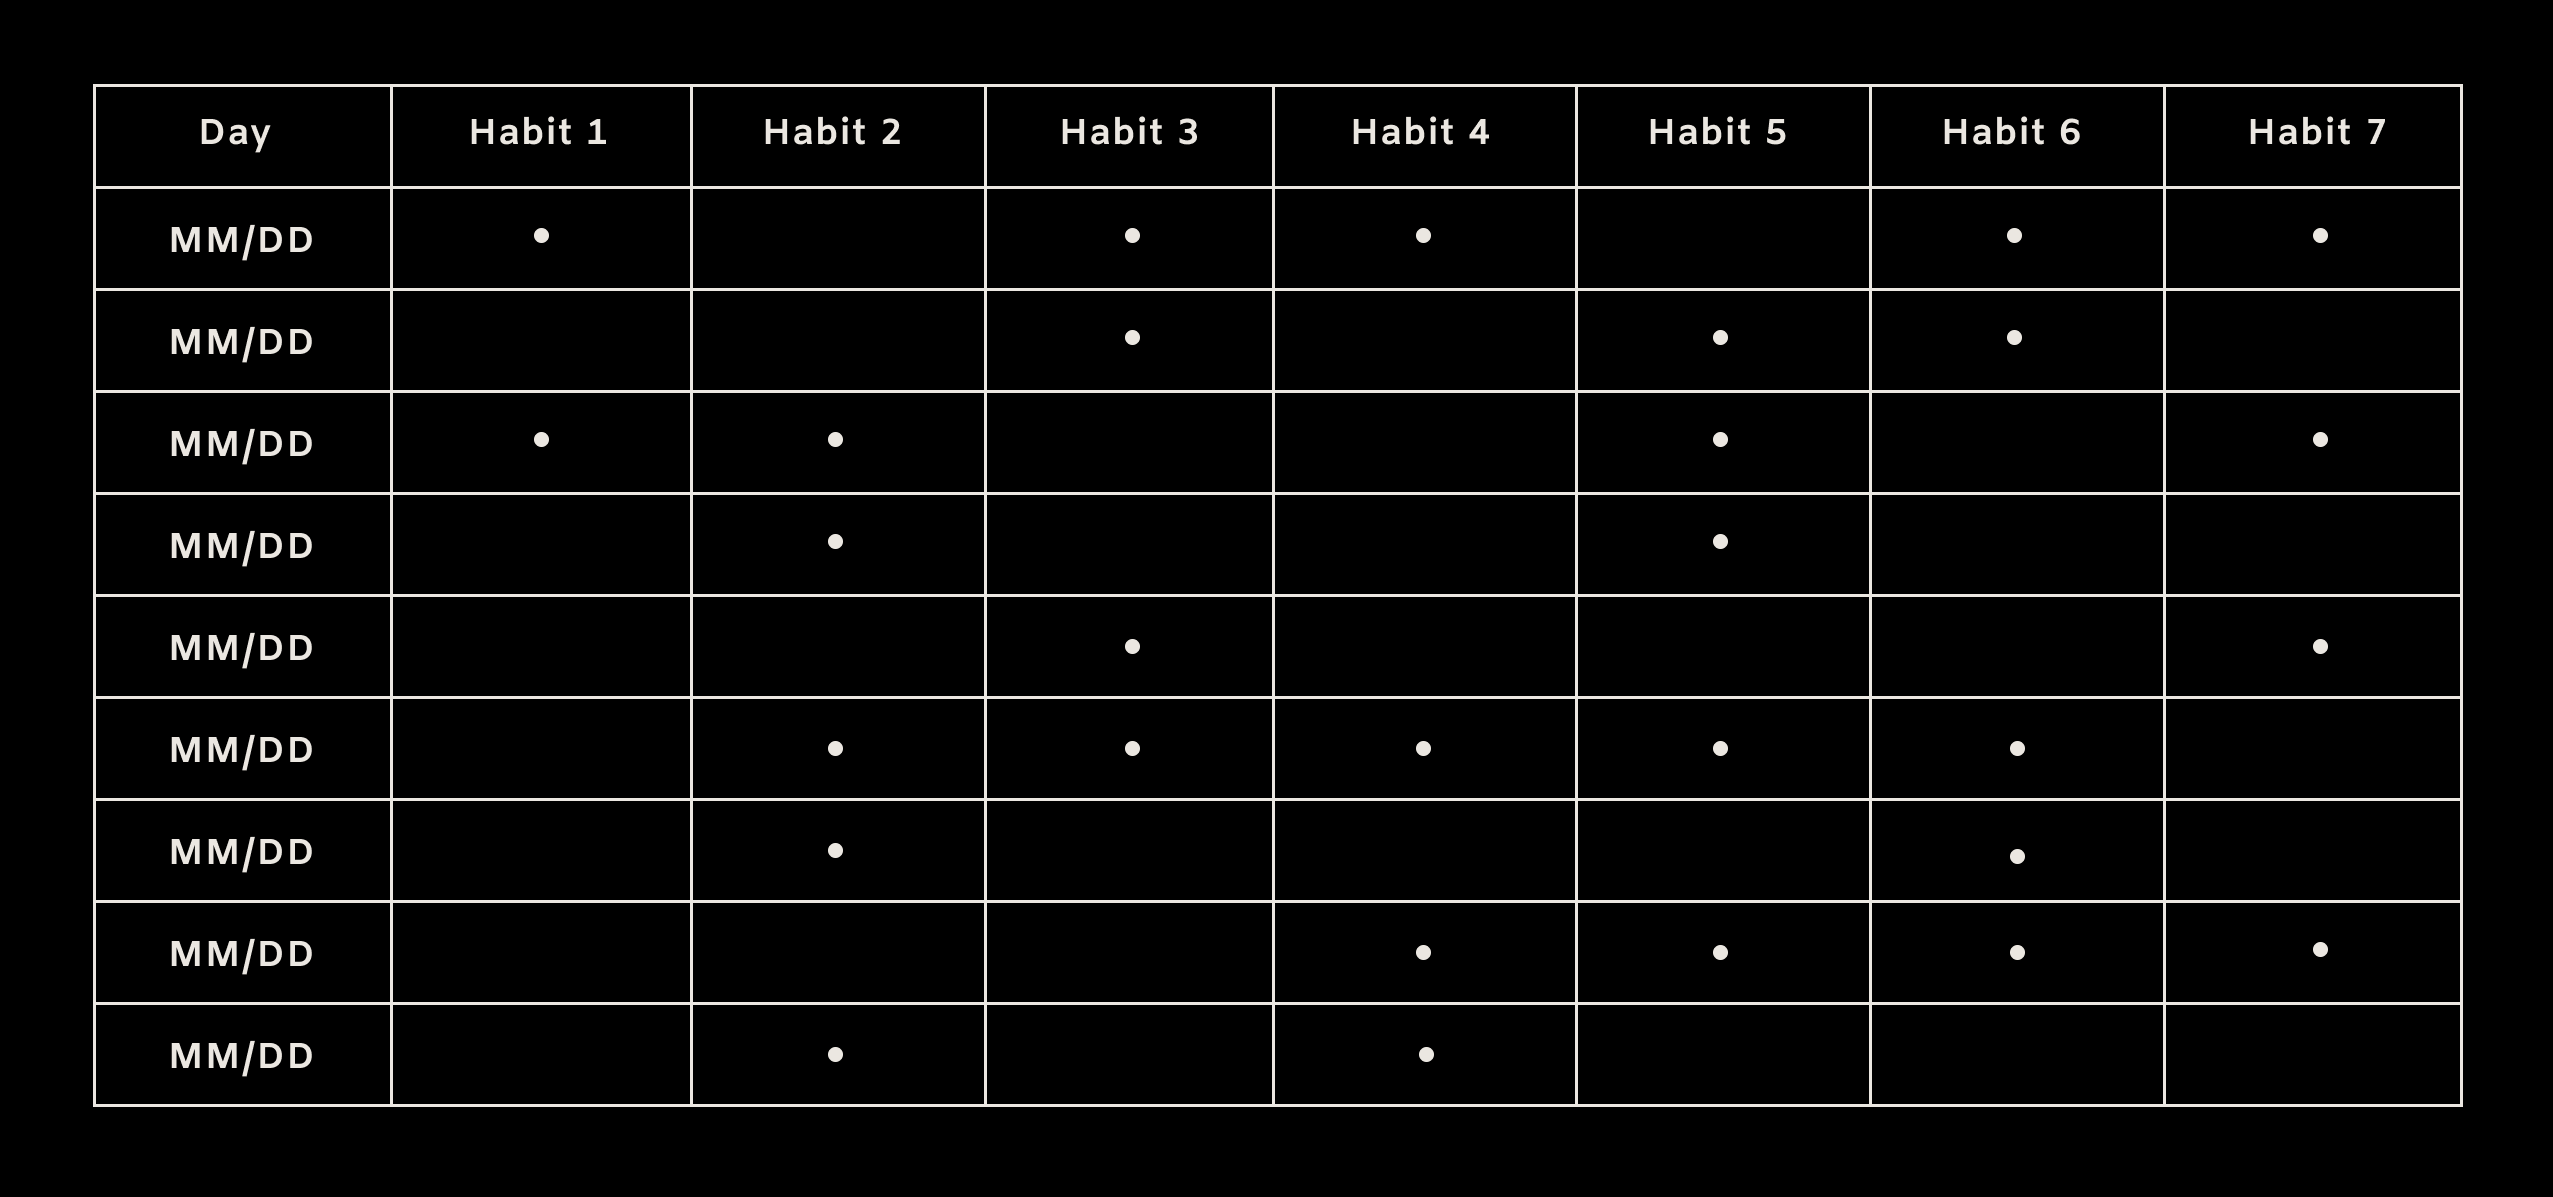 Day Habit 1 Habit 2 Habit 3 Habit 4 Habit 5 Habit 6 Habit 7
MM/DD • • • • •
MM/DD • • •
MM/DD • • • •
MM/DD • •
MM/DD • •
MM/DD • • • • •
MM/DD • •
MM/DD • • • •
MM/DD • •